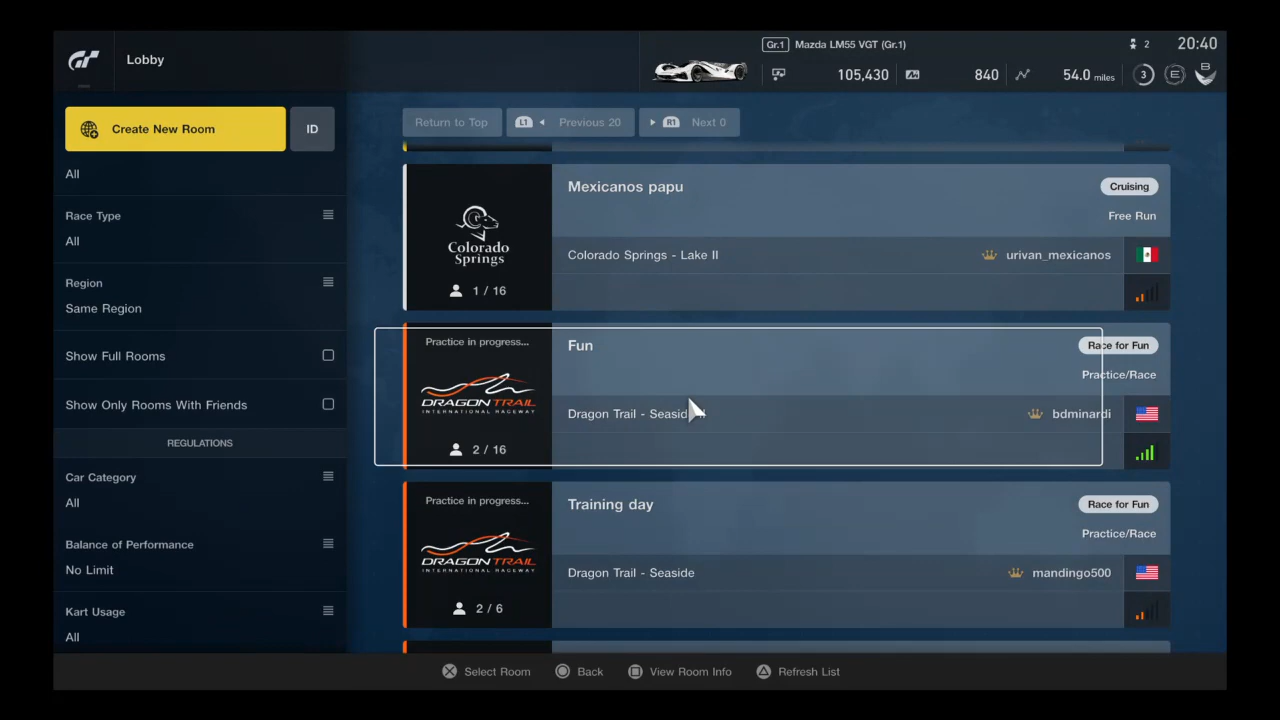 Lobby
Gr.1 Mazda LM55 VGT (Gr.1)
2 20:40
105,430 840 54.0 miles 3 E B
Create New Room ID
All
Race Type
All
Region
Same Region
Show Full Rooms
Show Only Rooms With Friends
REGULATIONS
Car Category
All
Balance of Performance
No Limit
Kart Usage
All
Return to Top L1 Previous 20 R1 Next 0
Colorado
Springs
1 / 16
Mexicanos papu Cruising
Free Run
Colorado Springs - Lake II urivan_mexicanos
Practice in progress...
DRAGON TRAIL
INTERNATIONAL RACEWAY
2 / 16
Fun Race for Fun
Practice/Race
Dragon Trail - Seaside II bdminardi
Practice in progress...
DRAGON TRAIL
INTERNATIONAL RACEWAY
2 / 6
Training day Race for Fun
Practice/Race
Dragon Trail - Seaside mandingo500
Select Room Back View Room Info Refresh List